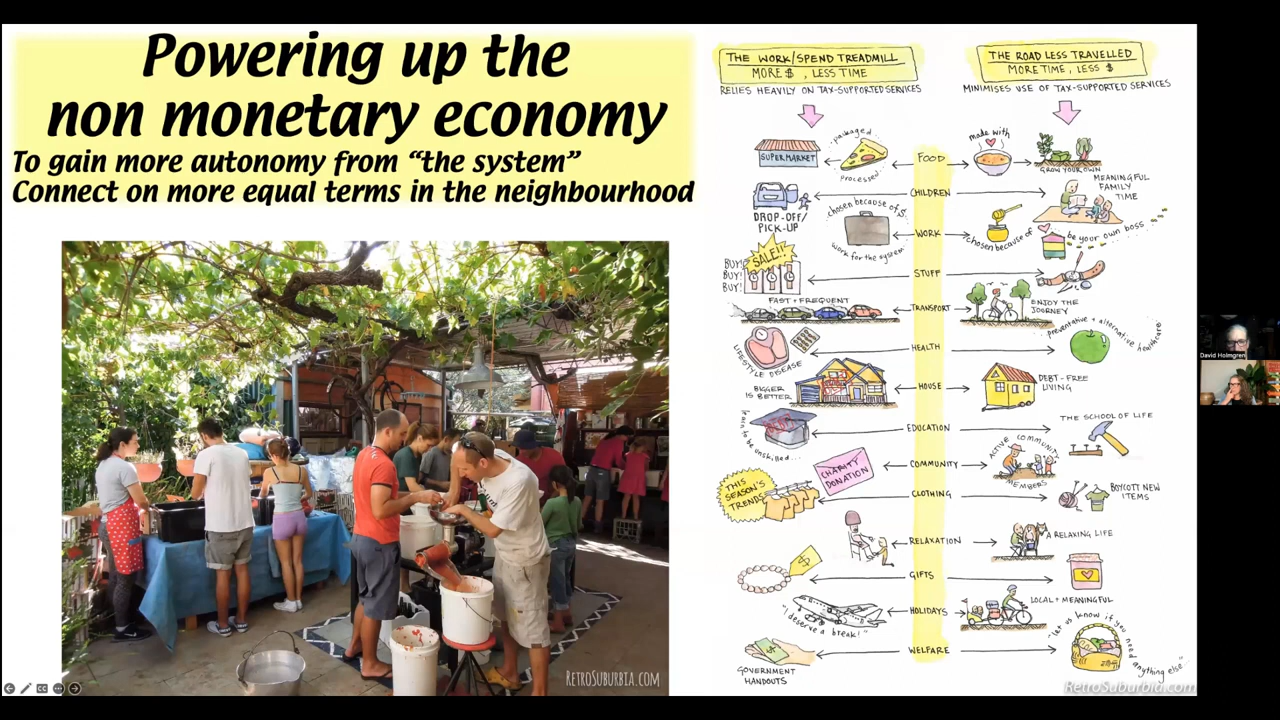 Powering up the
non monetary economy
To gain more autonomy from “the system”
Connect on more equal terms in the neighbourhood
RETROSUBURBIA.COM
THE WORK/SPEND TREADMILL
MORE $, LESS TIME
RELIES HEAVILY ON TAX-SUPPORTED SERVICES
THE ROAD LESS TRAVELLED
MORE TIME, LESS $
MINIMISES USE OF TAX-SUPPORTED SERVICES
SUPERMARKET
packaged
processed
FOOD
made with
GROW YOUR OWN
DROP-OFF/
PICK-UP
CHILDREN
MEANINGFUL
FAMILY
TIME
chosen because of $
work for the system
WORK
chosen because of
be your own boss
BUY!
BUY!
BUY!
SALE!!
STUFF
FAST + FREQUENT
TRANSPORT
ENJOY THE
JOURNEY
LIFESTYLE DISEASE
HEALTH
preventative + alternative healthcare
BIGGER
IS BETTER
HOUSE
DEBT-FREE
LIVING
learn to be unskilled...
EDUCATION
THE SCHOOL OF LIFE
CHARITY
DONATION
COMMUNITY
ACTIVE COMMUNITY
MEMBERS
THIS
SEASON'S
TRENDS
CLOTHING
BOYCOTT NEW
ITEMS
RELAXATION
A RELAXING LIFE
GIFTS
LOCAL + MEANINGFUL
"I deserve a break!"
HOLIDAYS
GOVERNMENT
HANDOUTS
WELFARE
"let us know if you need anything else"
RetroSuburbia.com
David Holmgren